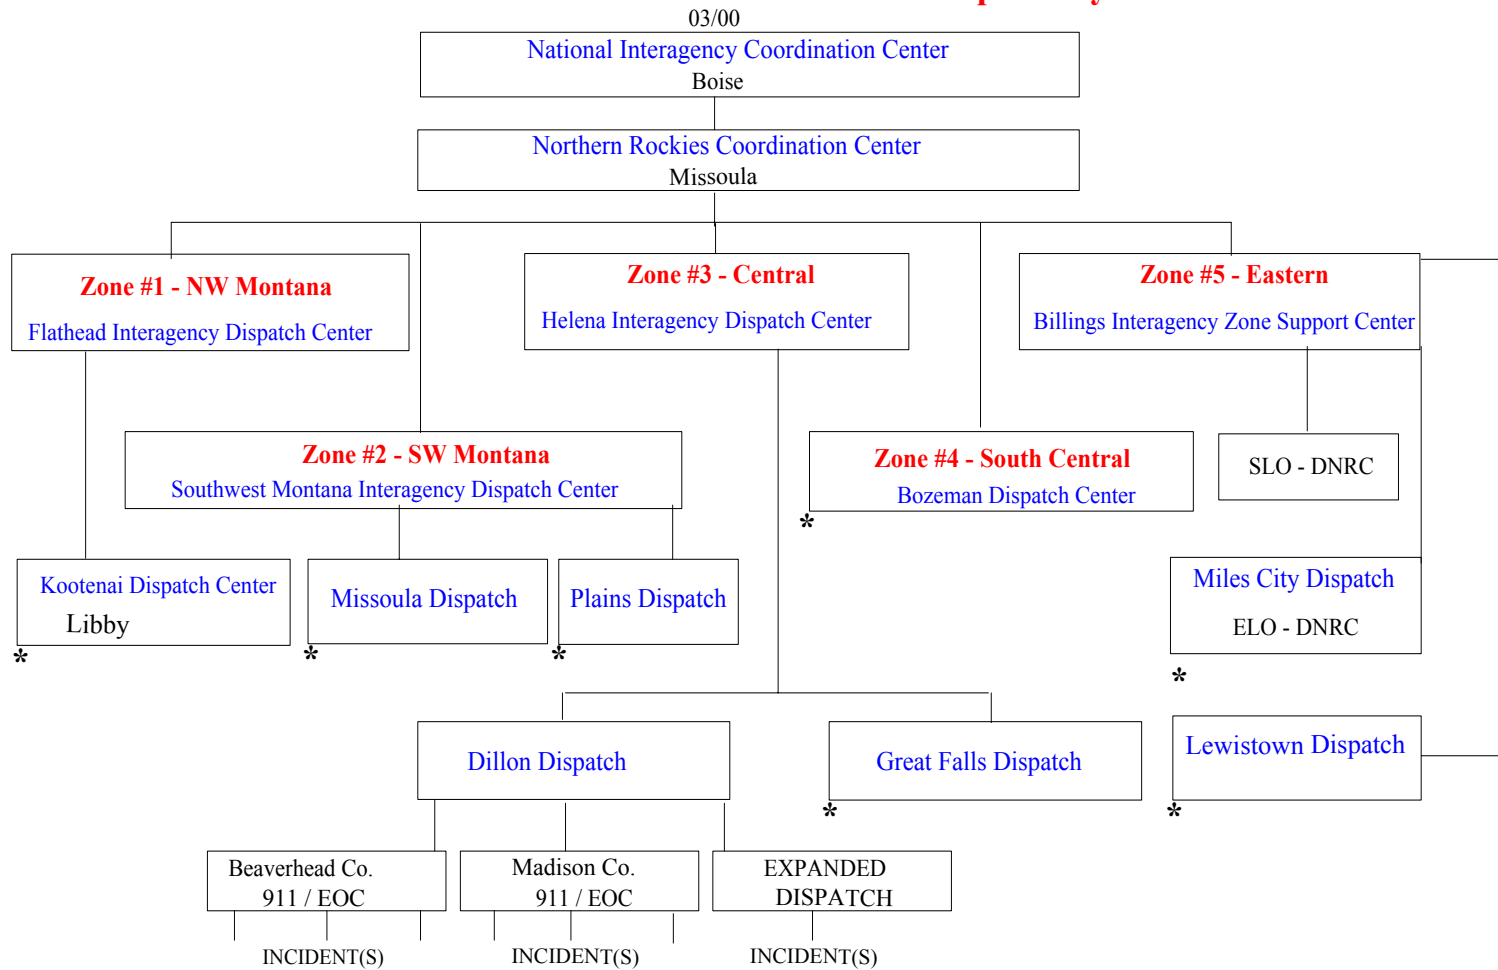 03/00
National Interagency Coordination Center
Boise
Northern Rockies Coordination Center
Missoula
Zone #1 - NW Montana
Flathead Interagency Dispatch Center
Zone #3 - Central
Helena Interagency Dispatch Center
Zone #5 - Eastern
Billings Interagency Zone Support Center
Zone #2 - SW Montana
Southwest Montana Interagency Dispatch Center
Zone #4 - South Central
Bozeman Dispatch Center
*
SLO - DNRC
Kootenai Dispatch Center
Libby
*
Missoula Dispatch
*
Plains Dispatch
*
Miles City Dispatch
ELO - DNRC
*
Dillon Dispatch
Great Falls Dispatch
*
Lewistown Dispatch
*
Beaverhead Co.
911 / EOC
Madison Co.
911 / EOC
EXPANDED
DISPATCH
INCIDENT(S)
INCIDENT(S)
INCIDENT(S)